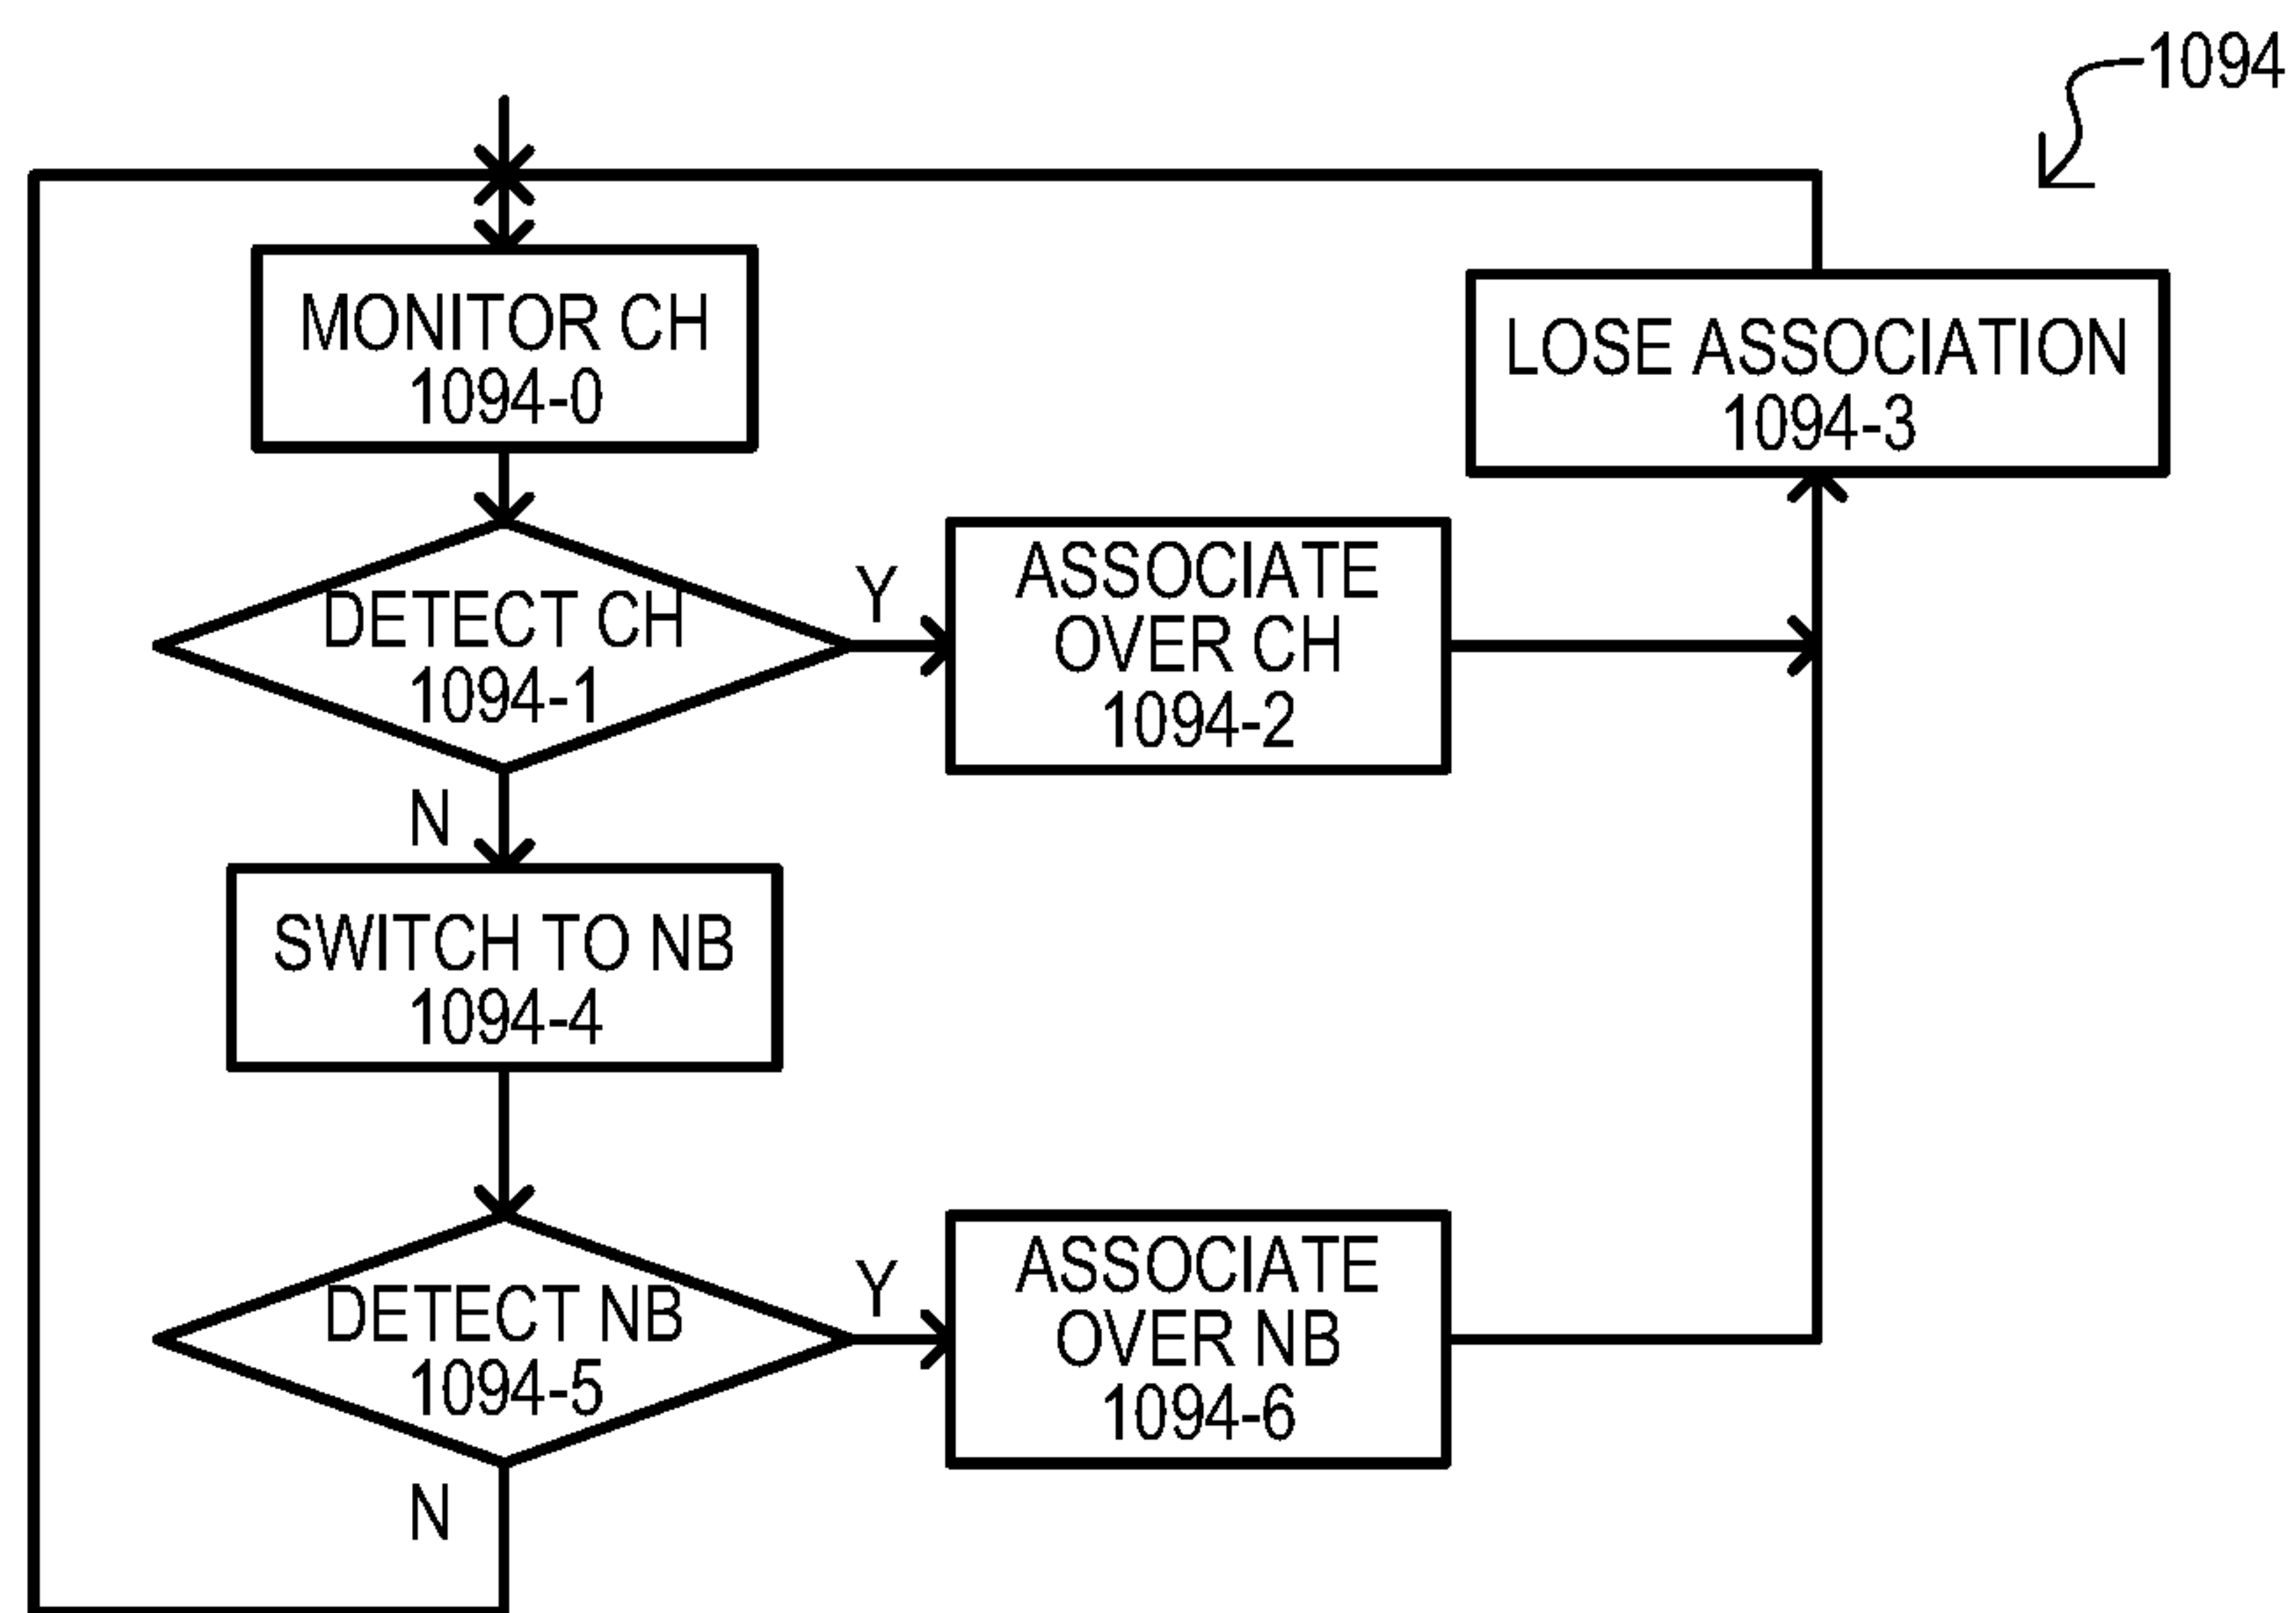 1094
MONITOR CH
1094-0
LOSE ASSOCIATION
1094-3
DETECT CH
1094-1
Y
ASSOCIATE
OVER CH
1094-2
N
SWITCH TO NB
1094-4
DETECT NB
1094-5
Y
ASSOCIATE
OVER NB
1094-6
N